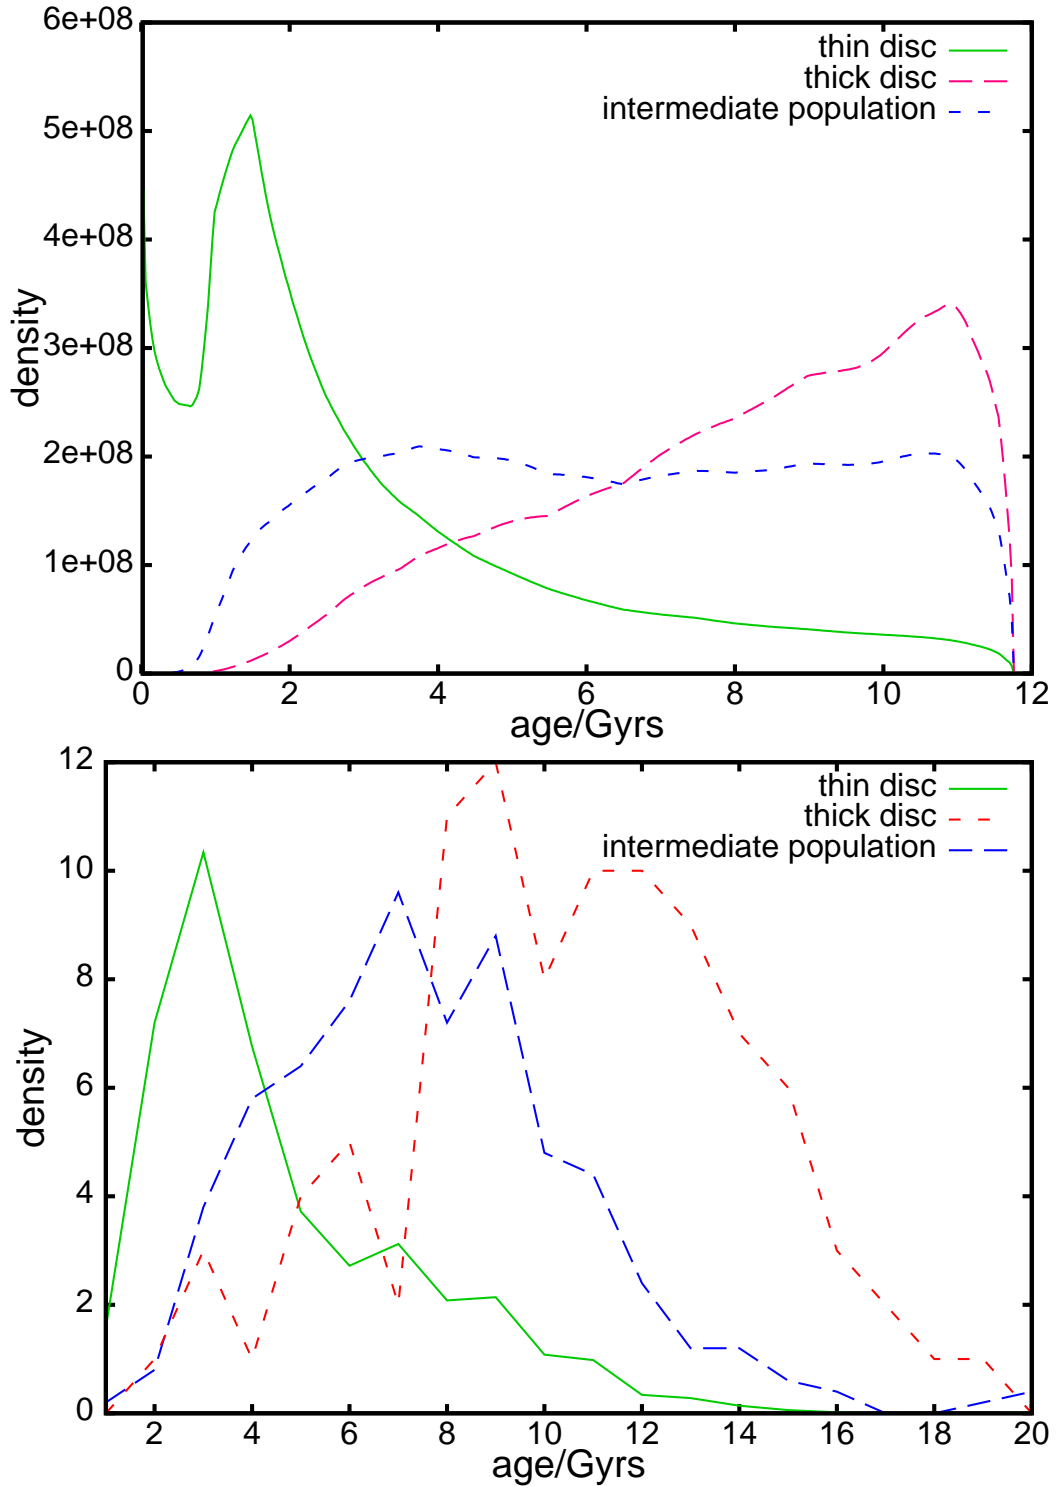 6e+08
5e+08
4e+08
3e+08
2e+08
1e+08
0
density
thin disc
thick disc
intermediate population
0 2 4 6 8 10 12
age/Gyrs
12
10
8
6
4
2
0
density
thin disc
thick disc
intermediate population
2 4 6 8 10 12 14 16 18 20
age/Gyrs